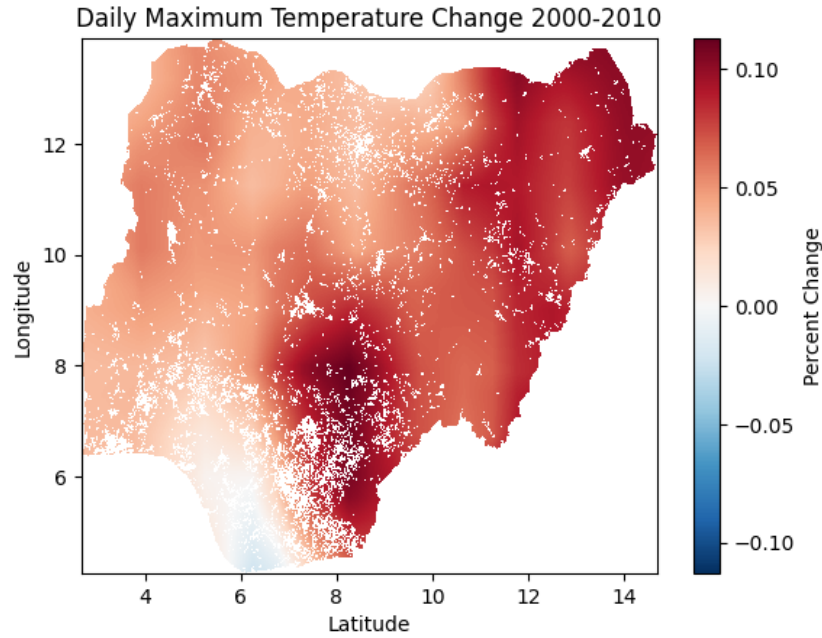 Daily Maximum Temperature Change 2000-2010
12
10
8
6
Longitude
4 6 8 10 12 14
Latitude
0.10
0.05
0.00
−0.05
−0.10
Percent Change